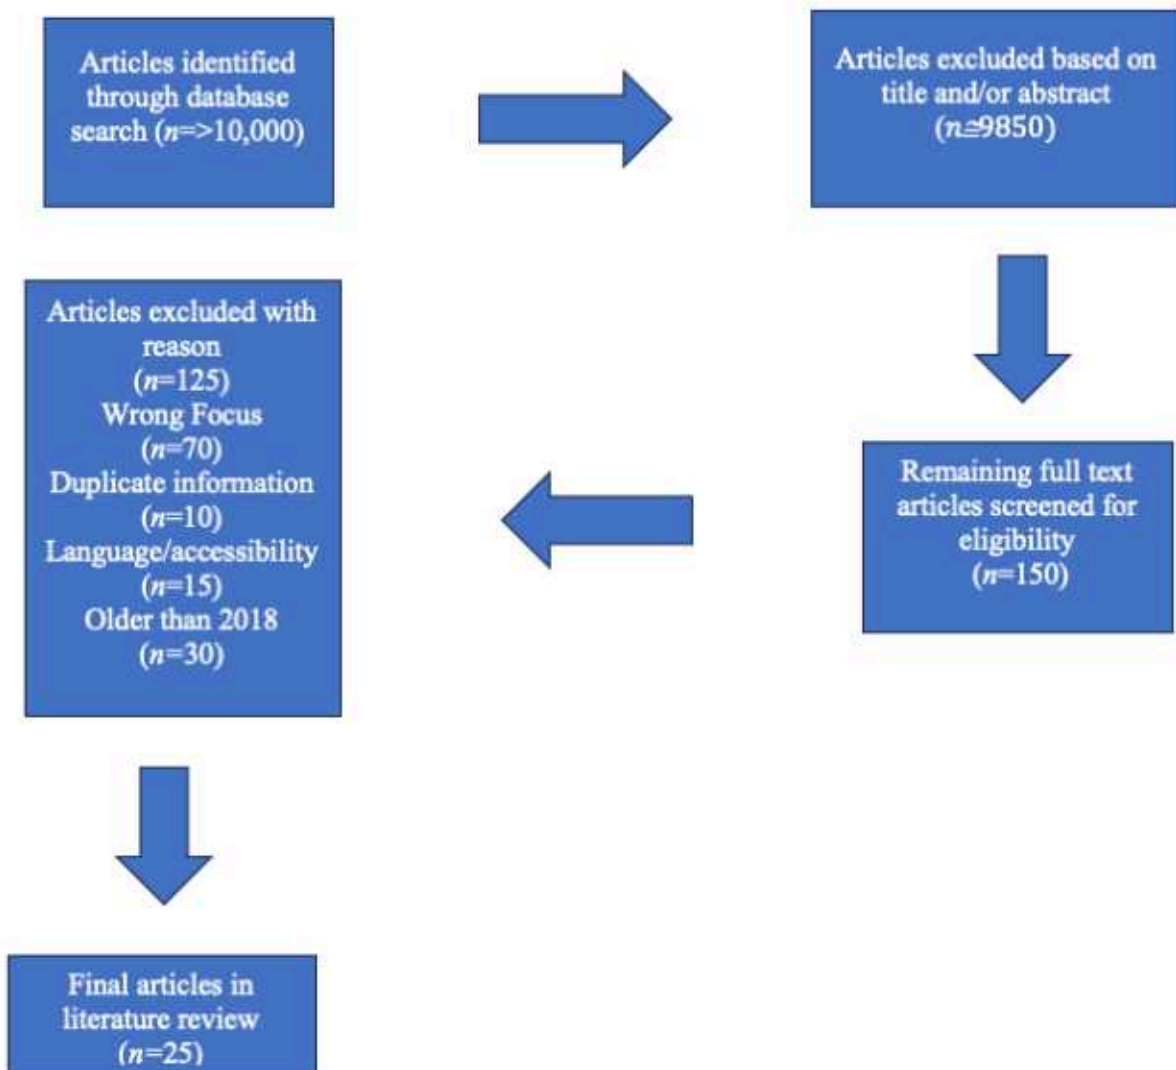 Articles identified
through database
search (n=>10,000)
Articles excluded based on
title and/or abstract
(n≅9850)
Remaining full text
articles screened for
eligibility
(n=150)
Articles excluded with
reason
(n=125)
Wrong Focus
(n=70)
Duplicate information
(n=10)
Language/accessibility
(n=15)
Older than 2018
(n=30)
Final articles in
literature review
(n=25)